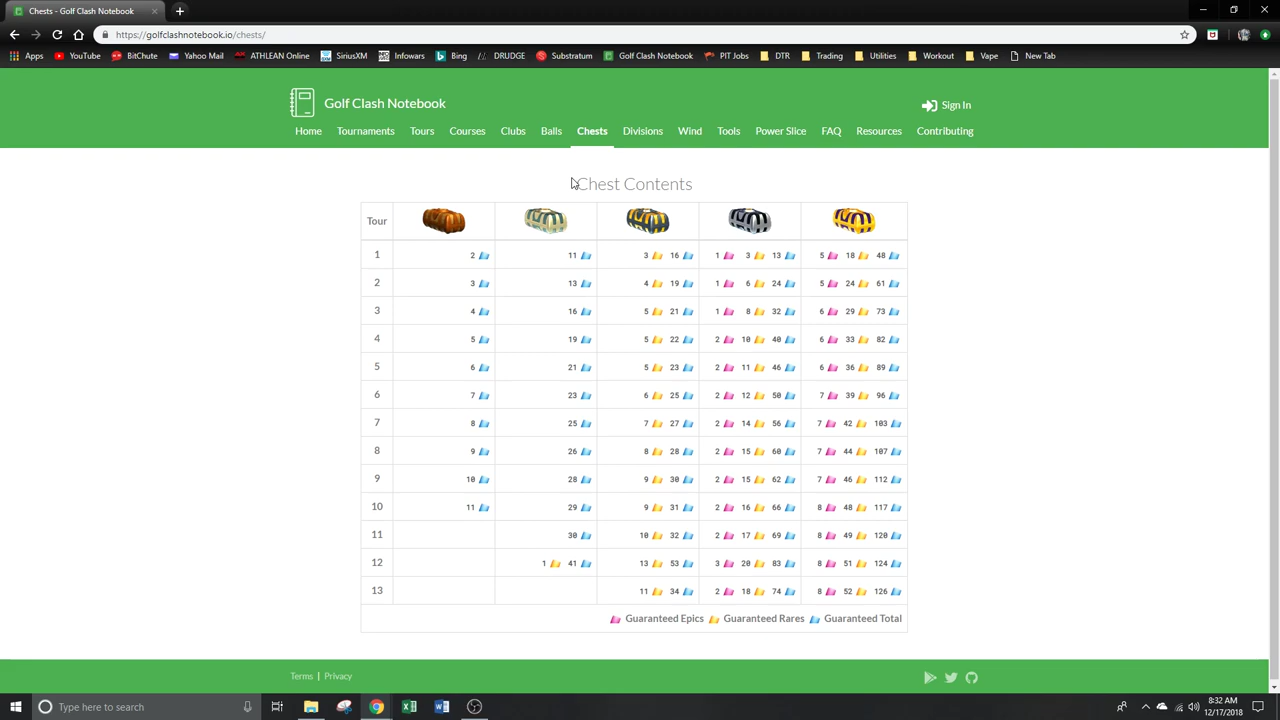 Chests - Golf Clash Notebook
https://golfclashnotebook.io/chests/
Apps YouTube BitChute Yahoo Mail ATHLEAN Online SiriusXM Infowars Bing DRUDGE Substratum Golf Clash Notebook PIT Jobs DTR Trading Utilities Workout Vape New Tab
Golf Clash Notebook
Sign In
Home Tournaments Tours Courses Clubs Balls Chests Divisions Wind Tools Power Slice FAQ Resources Contributing
Chest Contents
Tour
1 2 11 3 16 1 3 13 5 18 48
2 3 13 4 19 1 6 24 5 24 61
3 4 16 5 21 1 8 32 6 29 73
4 5 19 5 22 2 10 40 6 33 82
5 6 21 5 23 2 11 46 6 36 89
6 7 23 6 25 2 12 50 7 39 96
7 8 25 7 27 2 14 56 7 42 103
8 9 26 8 28 2 15 60 7 44 107
9 10 28 9 30 2 15 62 7 46 112
10 11 29 9 31 2 16 66 8 48 117
11 30 10 32 2 17 69 8 49 120
12 1 41 13 53 3 20 83 8 51 124
13 11 34 2 18 74 8 52 126
Guaranteed Epics Guaranteed Rares Guaranteed Total
Terms | Privacy
Type here to search
8:32 AM
12/17/2018